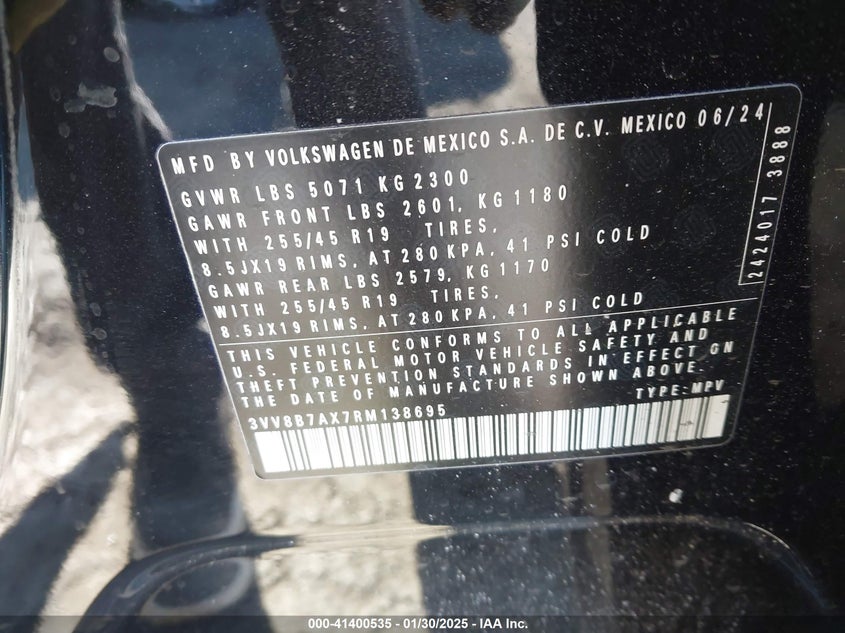 MFD BY VOLKSWAGEN DE MEXICO S.A. DE C.V. MEXICO 06/24
GVWR LBS 5071 KG 2300
GAWR FRONT LBS 2601, KG 1180
WITH 255/45 R19 TIRES,
8.5JX19 RIMS, AT 280 KPA, 41 PSI COLD
GAWR REAR LBS 2579, KG 1170
WITH 255/45 R19 TIRES,
8.5JX19 RIMS, AT 280 KPA, 41 PSI COLD
2424017 3888
THIS VEHICLE CONFORMS TO ALL APPLICABLE
U.S. FEDERAL MOTOR VEHICLE SAFETY AND
THEFT PREVENTION STANDARDS IN EFFECT ON
THE DATE OF MANUFACTURE SHOWN ABOVE.
TYPE: MPV
3VV8B7AX7RM138695
000-41400535 - 01/30/2025 - IAA Inc.